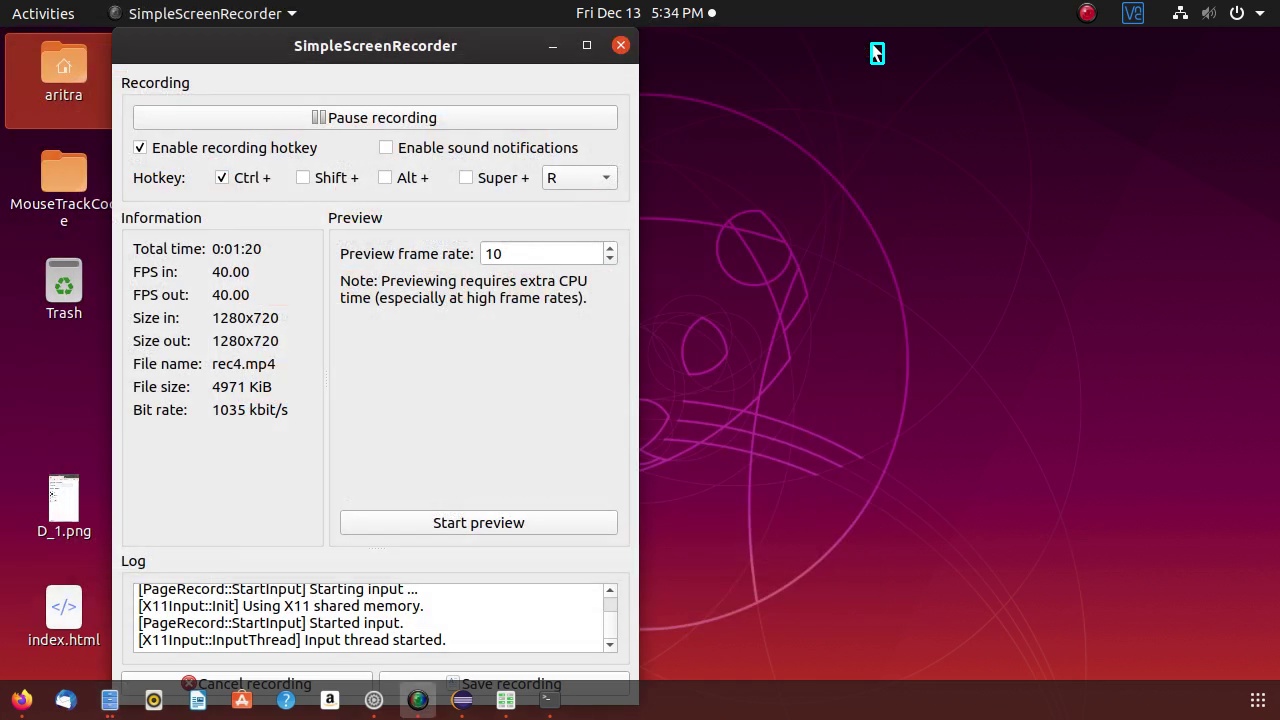 Activities SimpleScreenRecorder Fri Dec 13 5:34 PM
SimpleScreenRecorder
aritra
MouseTrackCod
e
Trash
D_1.png
index.html
Recording
Pause recording
Enable recording hotkey Enable sound notifications
Hotkey: Ctrl + Shift + Alt + Super + R
Information
Total time: 0:01:20
FPS in: 40.00
FPS out: 40.00
Size in: 1280x720
Size out: 1280x720
File name: rec4.mp4
File size: 4971 KiB
Bit rate: 1035 kbit/s
Preview
Preview frame rate: 10
Note: Previewing requires extra CPU
time (especially at high frame rates).
Start preview
Log
[PageRecord::StartInput] Starting input ...
[X11Input::Init] Using X11 shared memory.
[PageRecord::StartInput] Started input.
[X11Input::InputThread] Input thread started.
Cancel recording Save recording